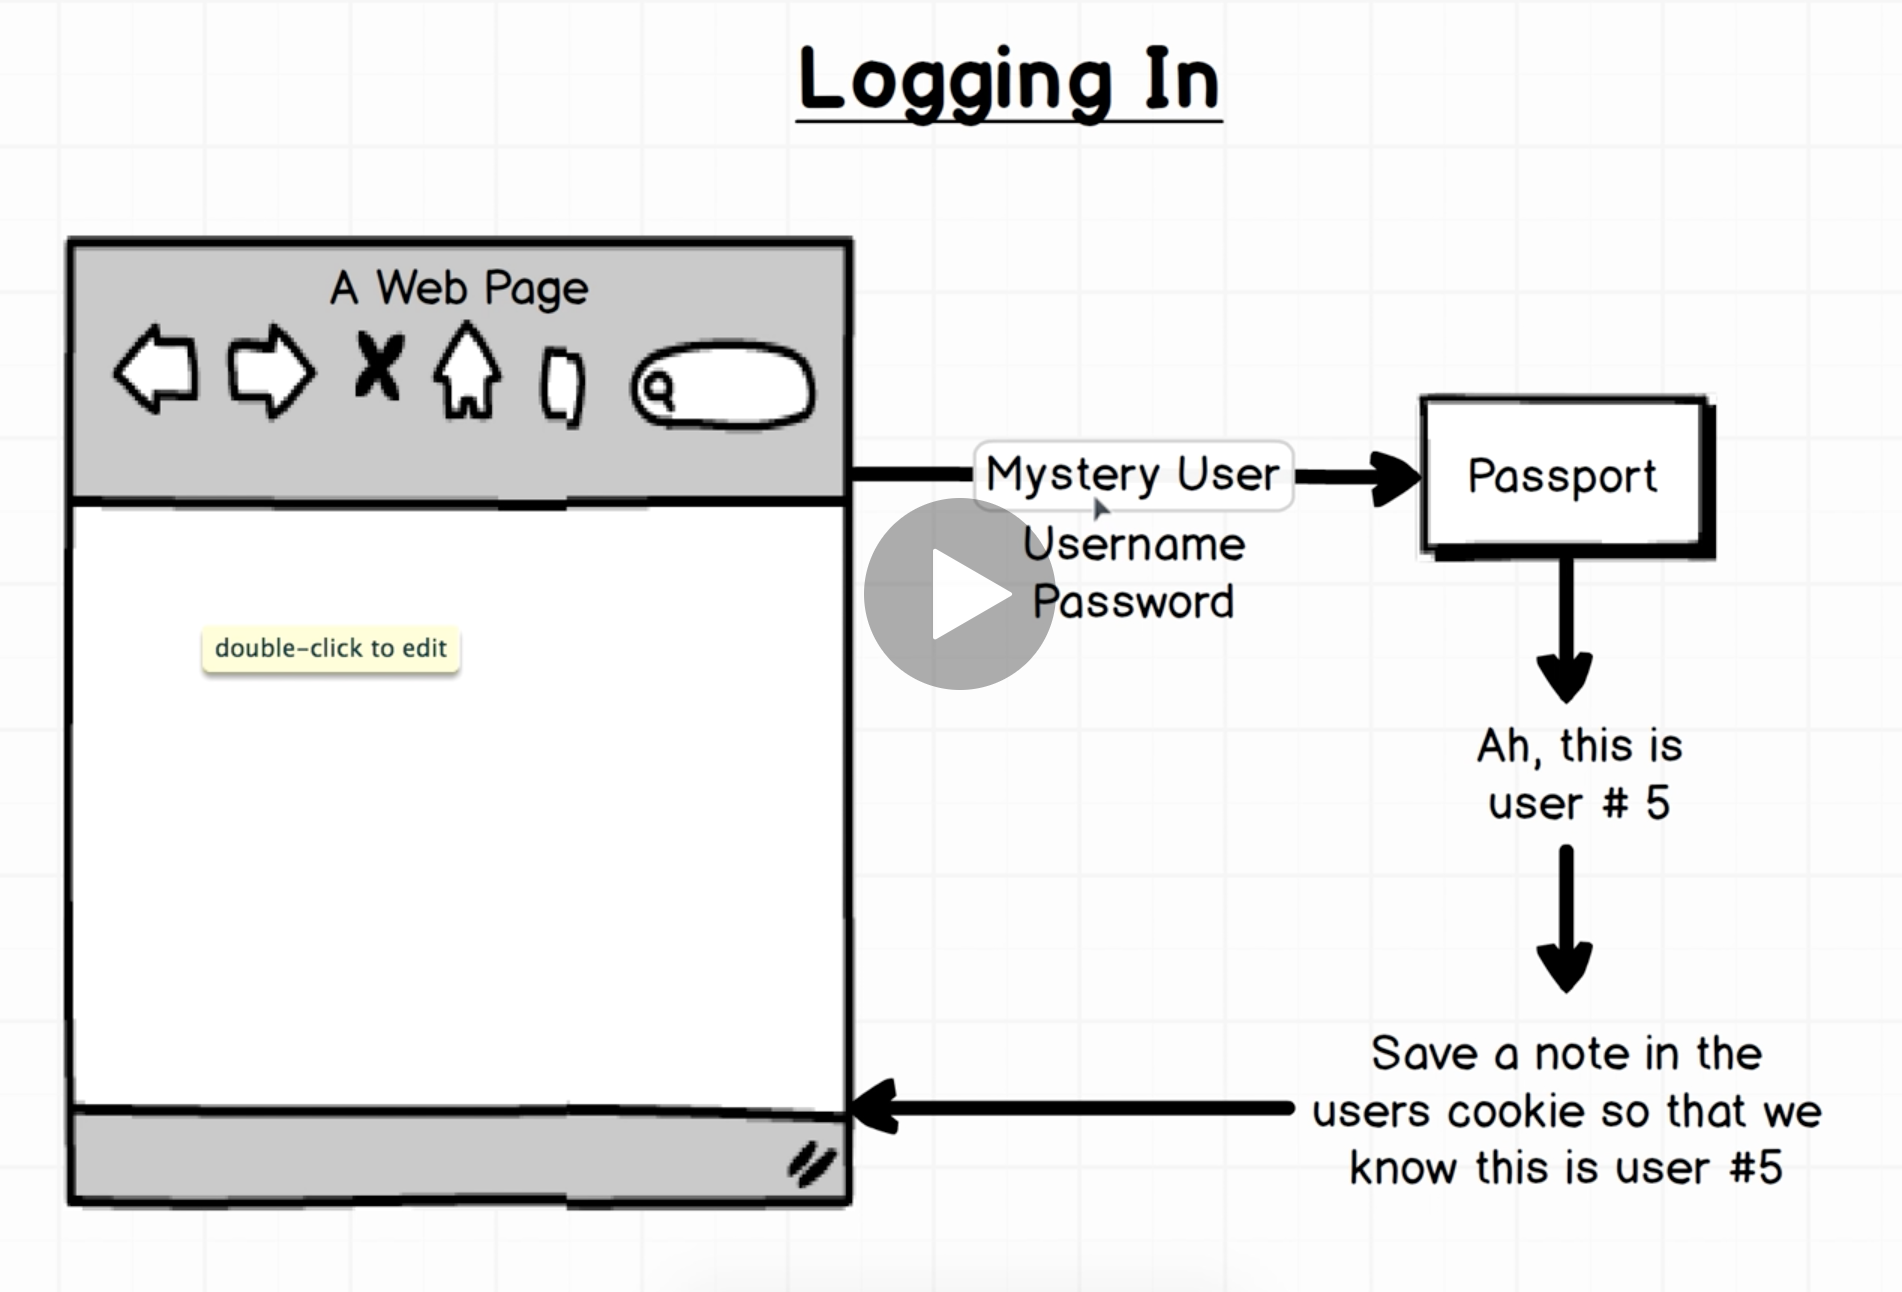 Logging In
A Web Page
Mystery User
Username
Password
Passport
double-click to edit
Ah, this is
user # 5
Save a note in the
users cookie so that we
know this is user #5